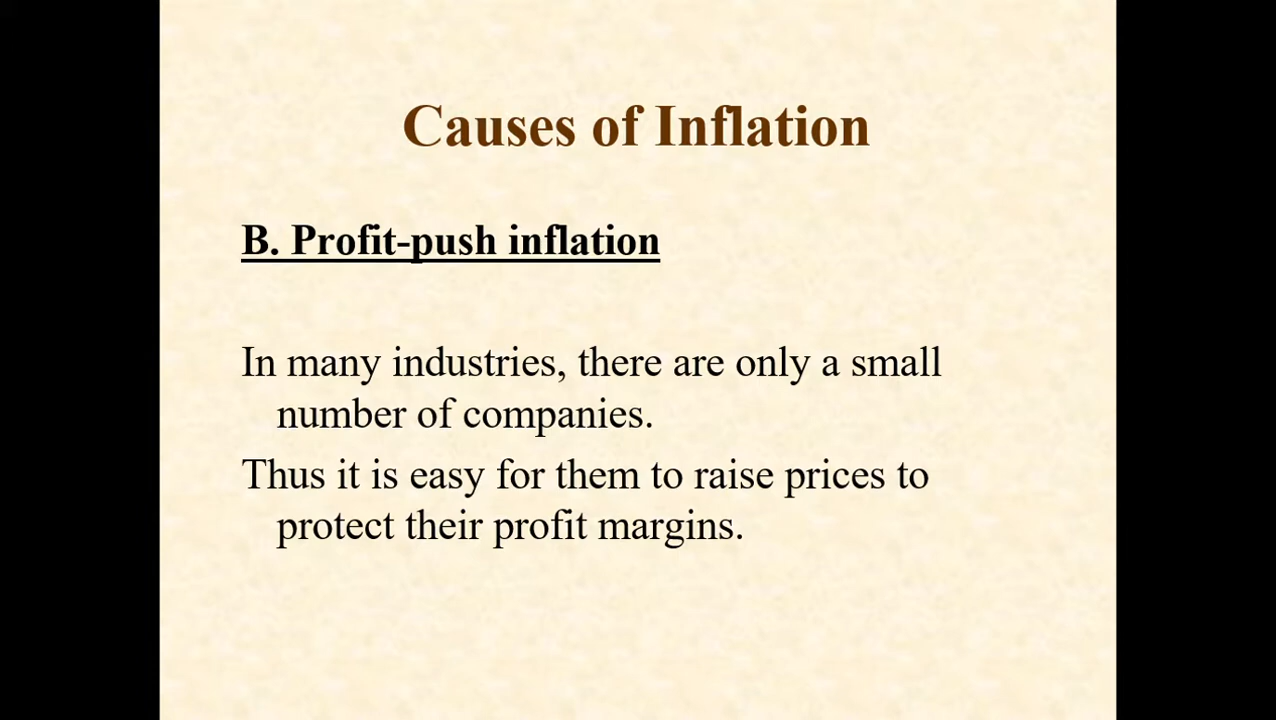 Causes of Inflation
B. Profit-push inflation
In many industries, there are only a small
number of companies.
Thus it is easy for them to raise prices to
protect their profit margins.